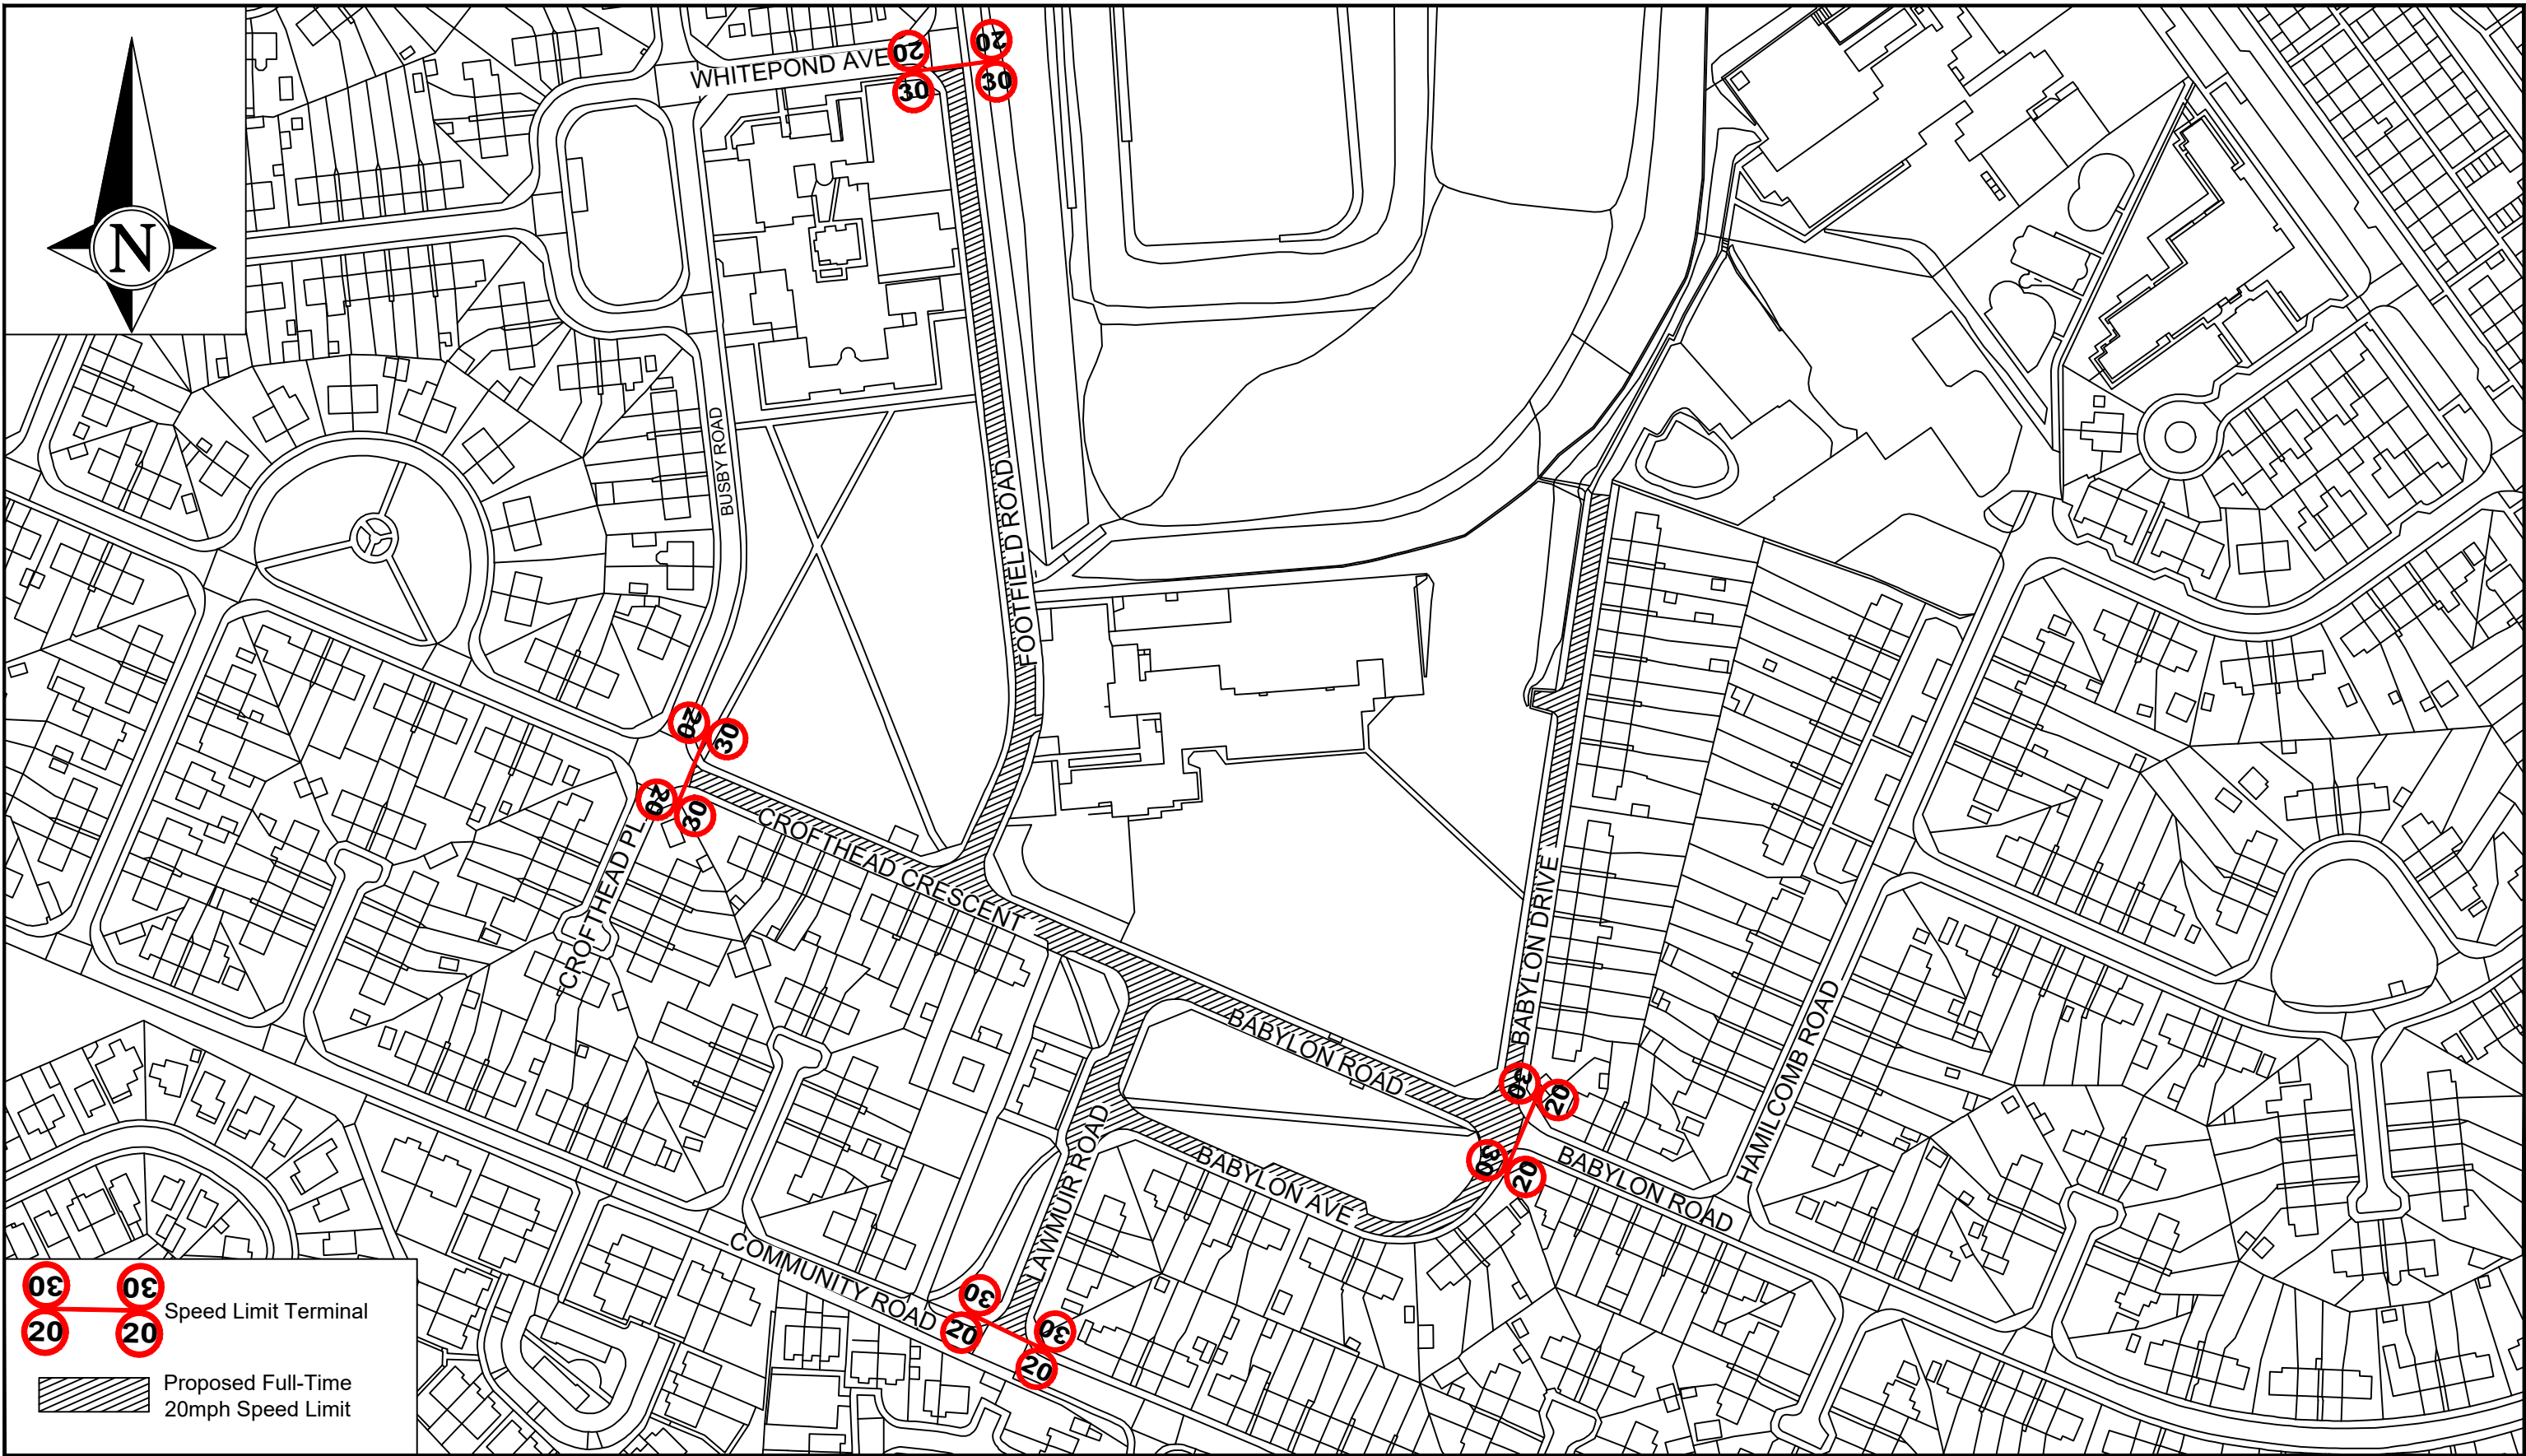 N
WHITEPOND AVE
20
20
30
30
BUSBY ROAD
FOOTFIELD ROAD
20
30
20
30
CROFTHEAD PL
CROFTHEAD CRESCENT
BABYLON DRIVE
BABYLON ROAD
HAMILCOMB ROAD
30
20
30
20
BABYLON ROAD
BABYLON AVE
LAWMUIR ROAD
COMMUNITY ROAD
30
20
30
20
30
30
Speed Limit Terminal
20
20
Proposed Full-Time
20mph Speed Limit